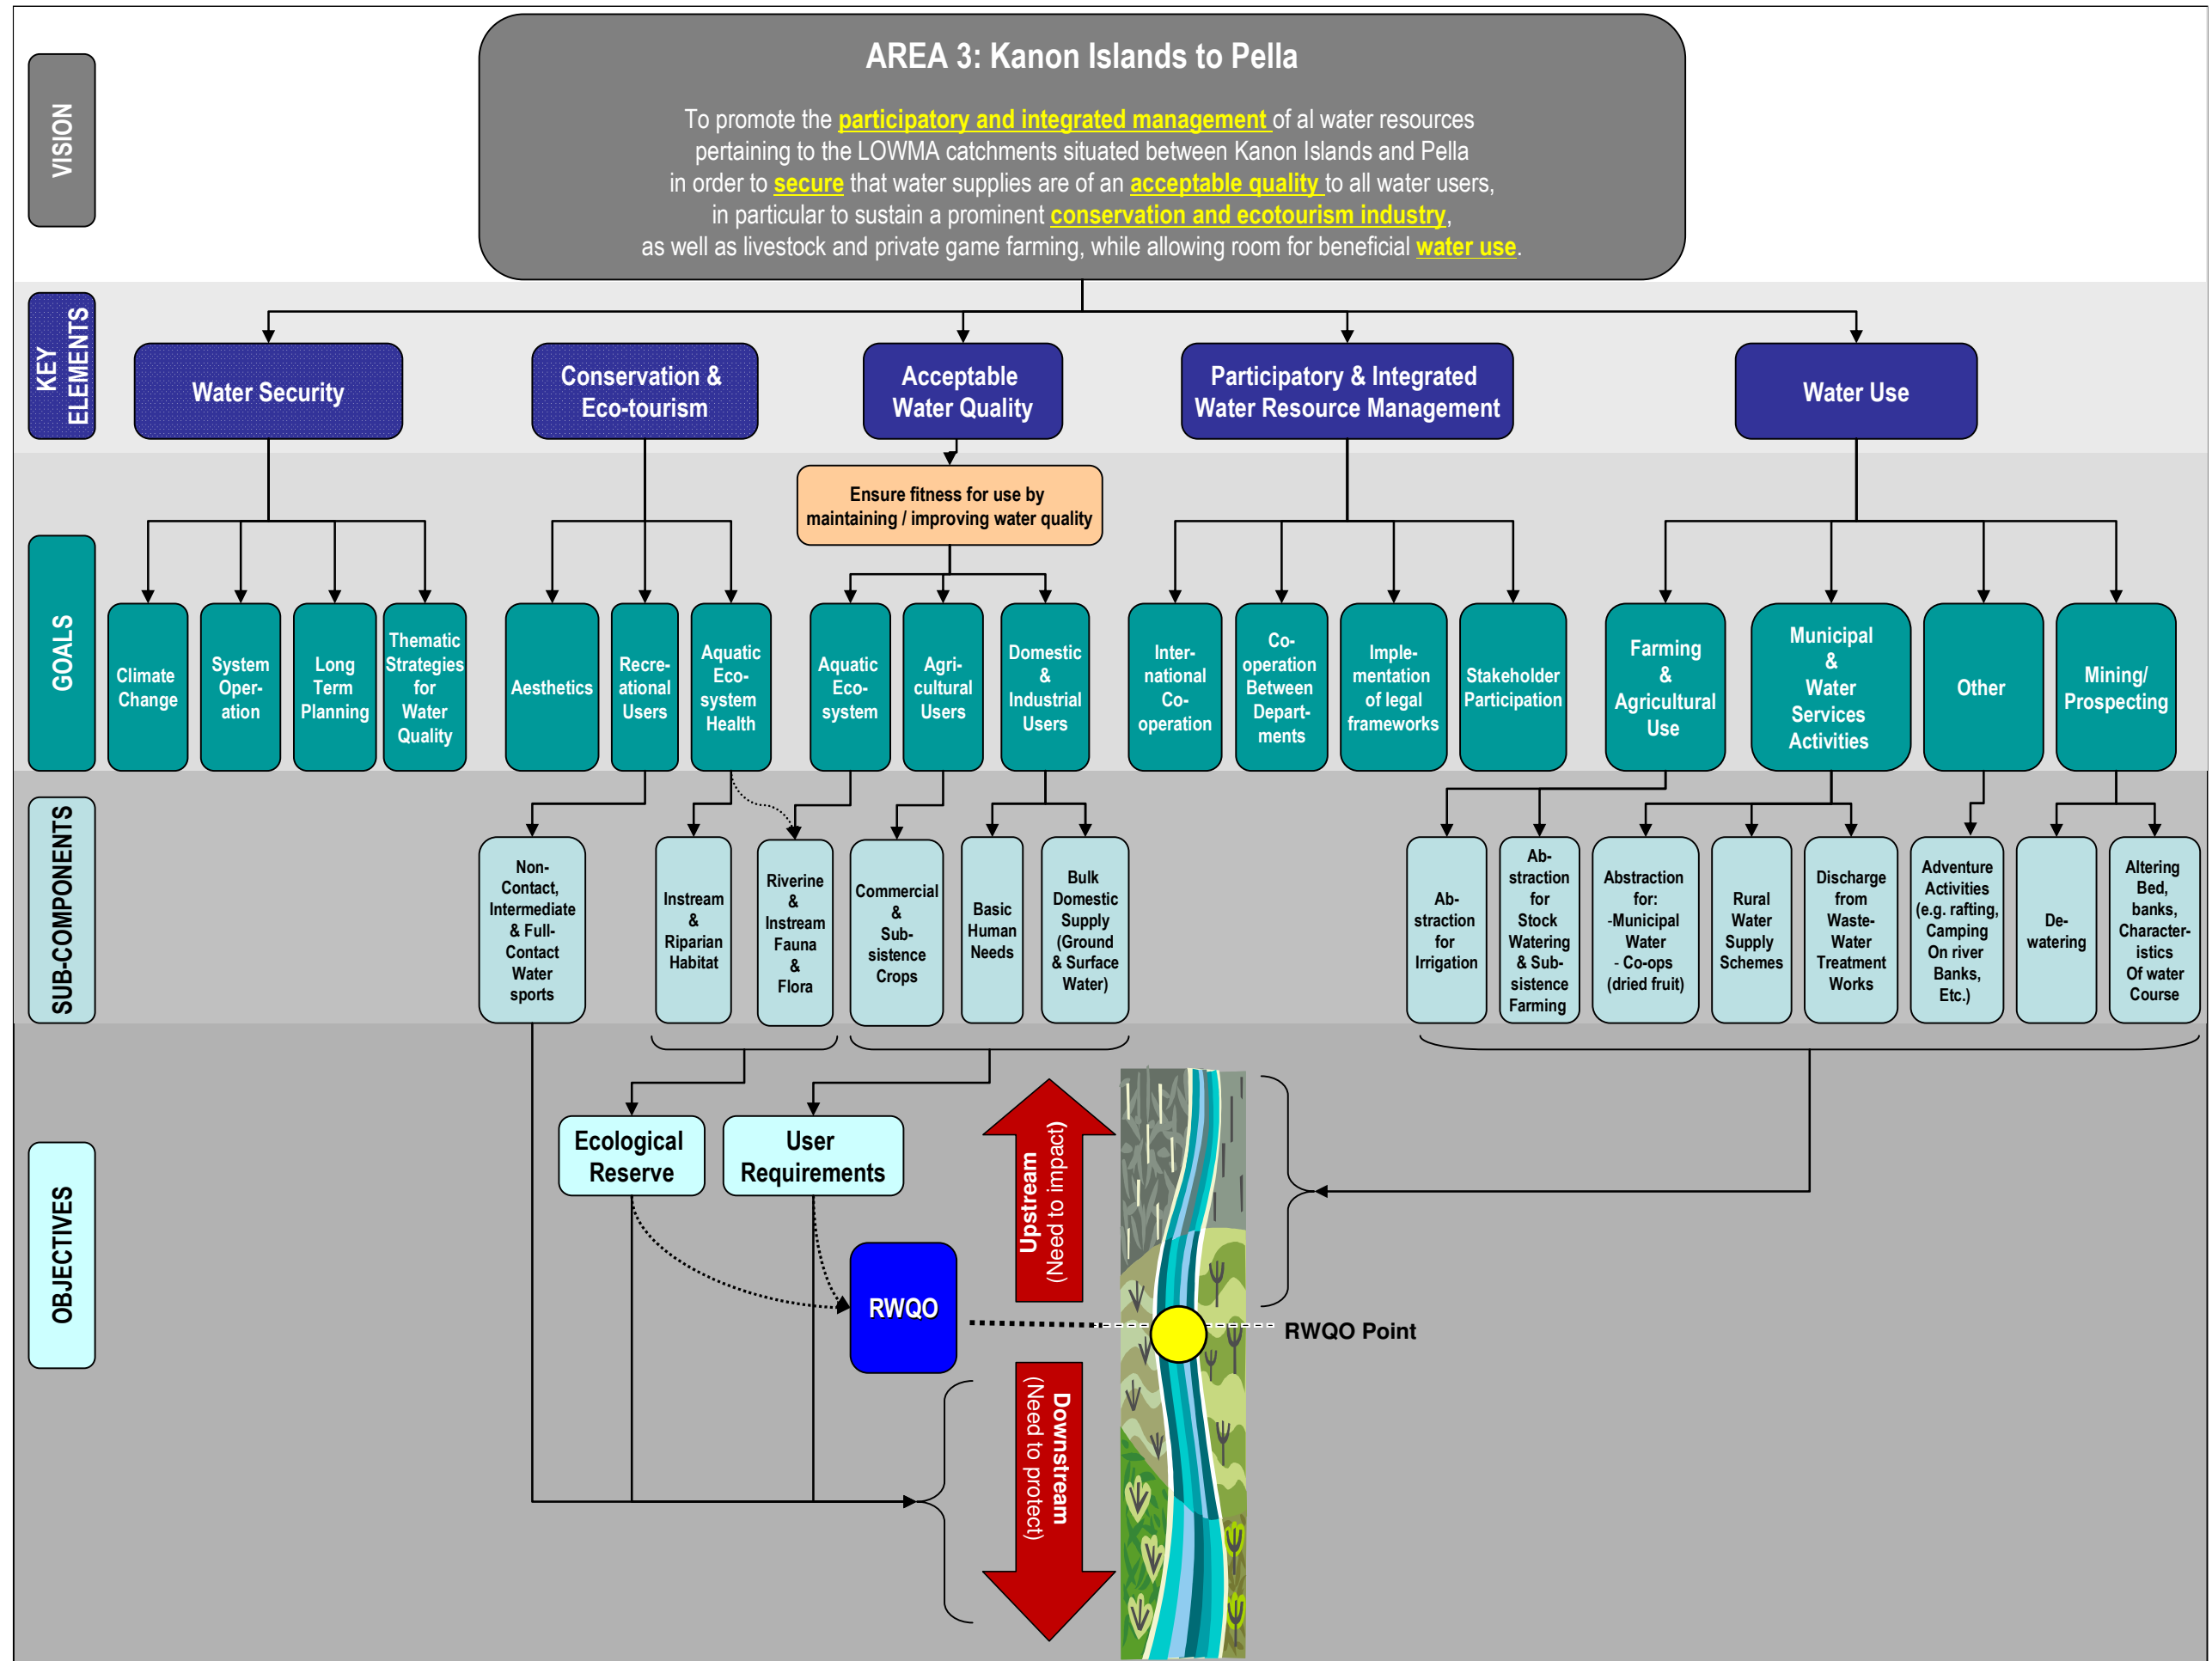 VISION
AREA 3: Kanon Islands to Pella
To promote the participatory and integrated management of al water resources
pertaining to the LOWMA catchments situated between Kanon Islands and Pella
in order to secure that water supplies are of an acceptable quality to all water users,
in particular to sustain a prominent conservation and ecotourism industry,
as well as livestock and private game farming, while allowing room for beneficial water use.
KEY
ELEMENTS
Water Security
Conservation &
Eco-tourism
Acceptable
Water Quality
Participatory & Integrated
Water Resource Management
Water Use
Ensure fitness for use by
maintaining / improving water quality
GOALS
Climate
Change
System
Oper-
ation
Long
Term
Planning
Thematic
Strategies
for
Water
Quality
Aesthetics
Recre-
ational
Users
Aquatic
Eco-
system
Health
Aquatic
Eco-
system
Agri-
cultural
Users
Domestic
&
Industrial
Users
Inter-
national
Co-
operation
Co-
operation
Between
Depart-
ments
Imple-
mentation
of legal
frameworks
Stakeholder
Participation
Farming
&
Agricultural
Use
Municipal
&
Water
Services
Activities
Other
Mining/
Prospecting
SUB-COMPONENTS
Non-
Contact,
Intermediate
& Full-
Contact
Water
sports
Instream
&
Riparian
Habitat
Riverine
&
Instream
Fauna
&
Flora
Commercial
&
Sub-
sistence
Crops
Basic
Human
Needs
Bulk
Domestic
Supply
(Ground
& Surface
Water)
Ab-
straction
for
Irrigation
Ab-
straction
for
Stock
Watering
& Sub-
sistence
Farming
Abstraction
for:
-Municipal
Water
- Co-ops
(dried fruit)
Rural
Water
Supply
Schemes
Discharge
from
Waste-
Water
Treatment
Works
Adventure
Activities
(e.g. rafting,
Camping
On river
Banks,
Etc.)
De-
watering
Altering
Bed,
banks,
Character-
istics
Of water
Course
OBJECTIVES
Ecological
Reserve
User
Requirements
Upstream
(Need to impact)
RWQO
RWQO Point
Downstream
(Need to protect)